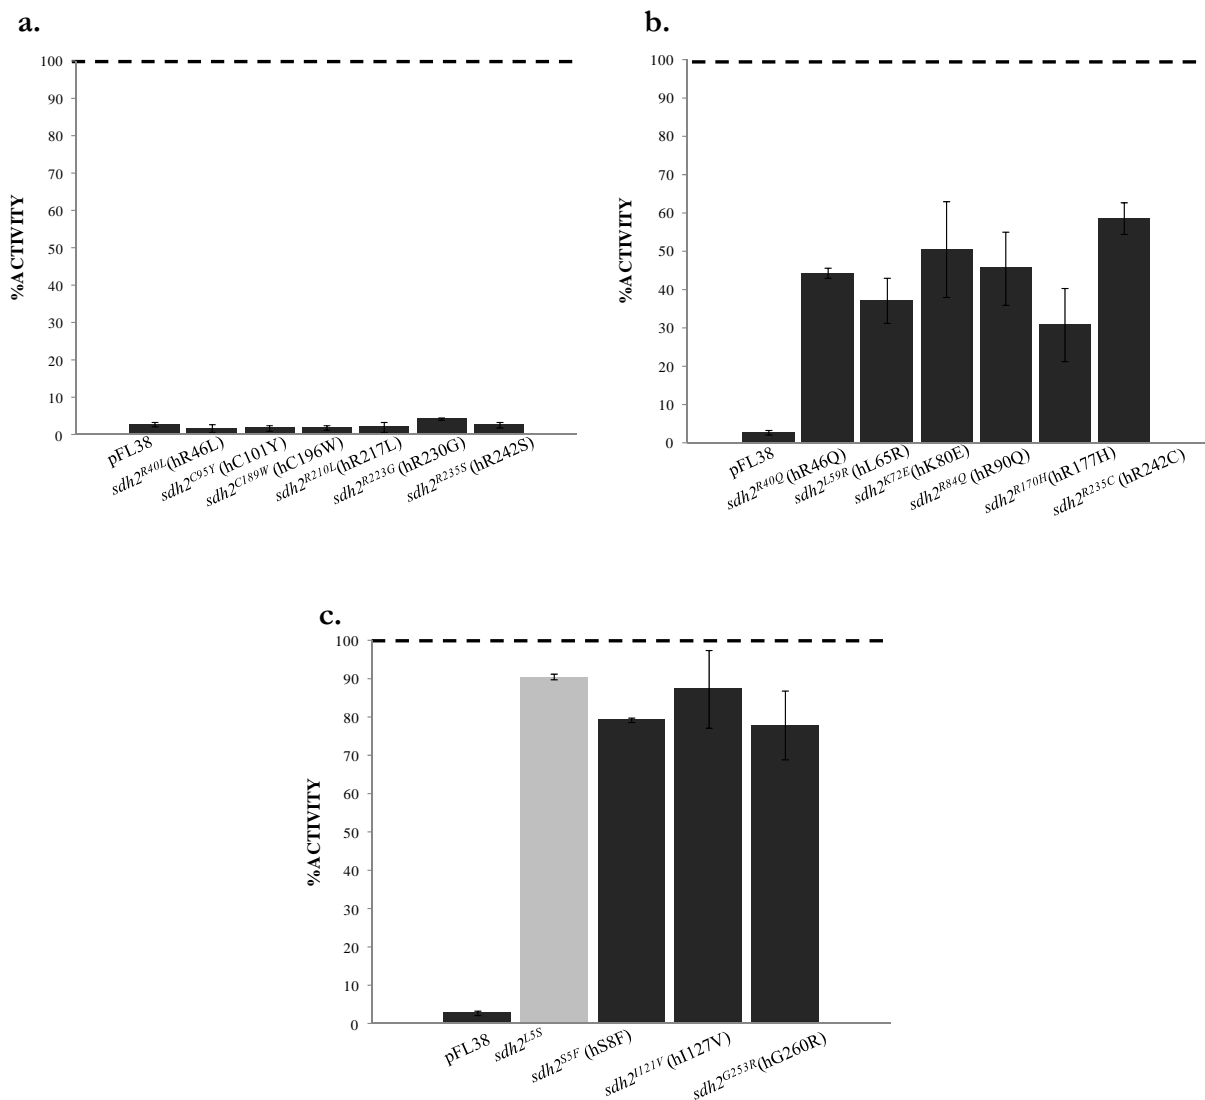 a.
100
90
80
70
60
50
40
30
20
10
0
%ACTIVITY
pFL38
sdh2R40L(hR46L)
sdh2C95Y (hC101Y)
sdh2C189W (hC196W)
sdh2R210L(hR217L)
sdh2R223G (hR230G)
sdh2R235S (hR242S)
b.
100
90
80
70
60
50
40
30
20
10
0
%ACTIVITY
pFL38
sdh2R40Q (hR46Q)
sdh2L59R (hL65R)
sdh2K72E(hK80E)
sdh2R84Q (hR90Q)
sdh2R170H(hR177H)
sdh2R235C (hR242C)
c.
100
90
80
70
60
50
40
30
20
10
0
%ACTIVITY
pFL38
sdh2L5S
sdh2S5F (hS8F)
sdh2I121V (hI127V)
sdh2G253R(hG260R)